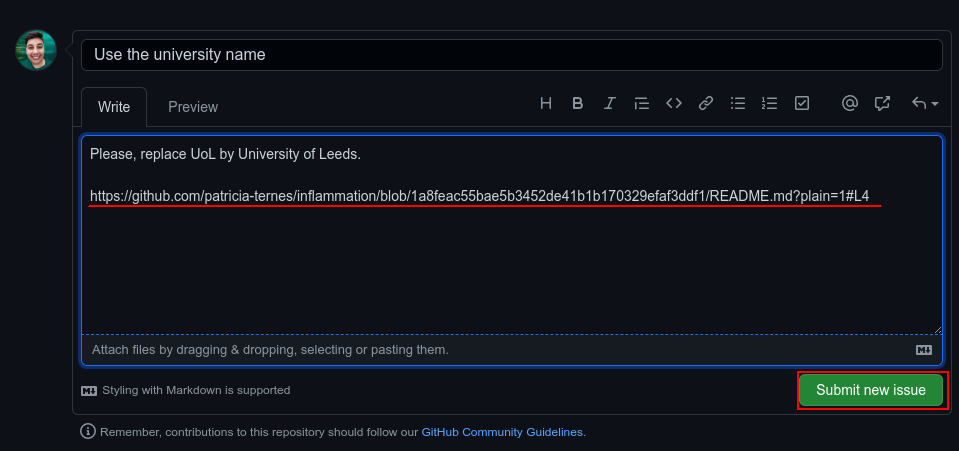 Use the university name
Write Preview
Please, replace UoL by University of Leeds.
https://github.com/patricia-ternes/inflammation/blob/1a8feac55bae5b3452de41b1b170329efaf3ddf1/README.md?plain=1#L4
Attach files by dragging & dropping, selecting or pasting them.
Styling with Markdown is supported
Submit new issue
Remember, contributions to this repository should follow our GitHub Community Guidelines.